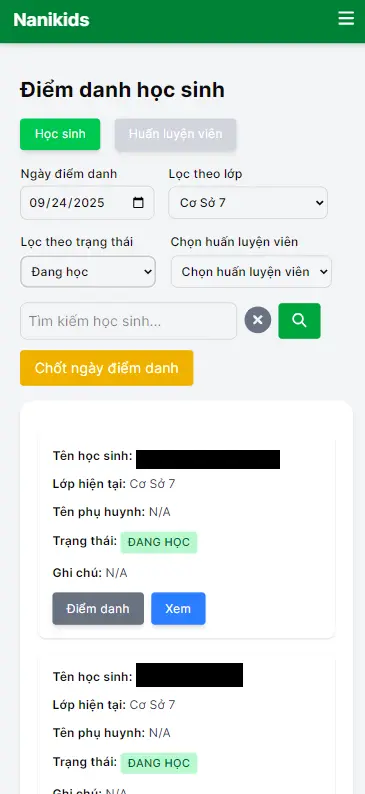 Nanikids
Điểm danh học sinh
Học sinh Huấn luyện viên
Ngày điểm danh Lọc theo lớp
09/24/2025 Cơ Sở 7
Lọc theo trạng thái Chọn huấn luyện viên
Đang học Chọn huấn luyện viên
Tìm kiếm học sinh...
Chốt ngày điểm danh
Tên học sinh:
Lớp hiện tại: Cơ Sở 7
Tên phụ huynh: N/A
Trạng thái: ĐANG HỌC
Ghi chú: N/A
Điểm danh Xem
Tên học sinh:
Lớp hiện tại: Cơ Sở 7
Tên phụ huynh: N/A
Trạng thái: ĐANG HỌC
Ghi chú: N/A